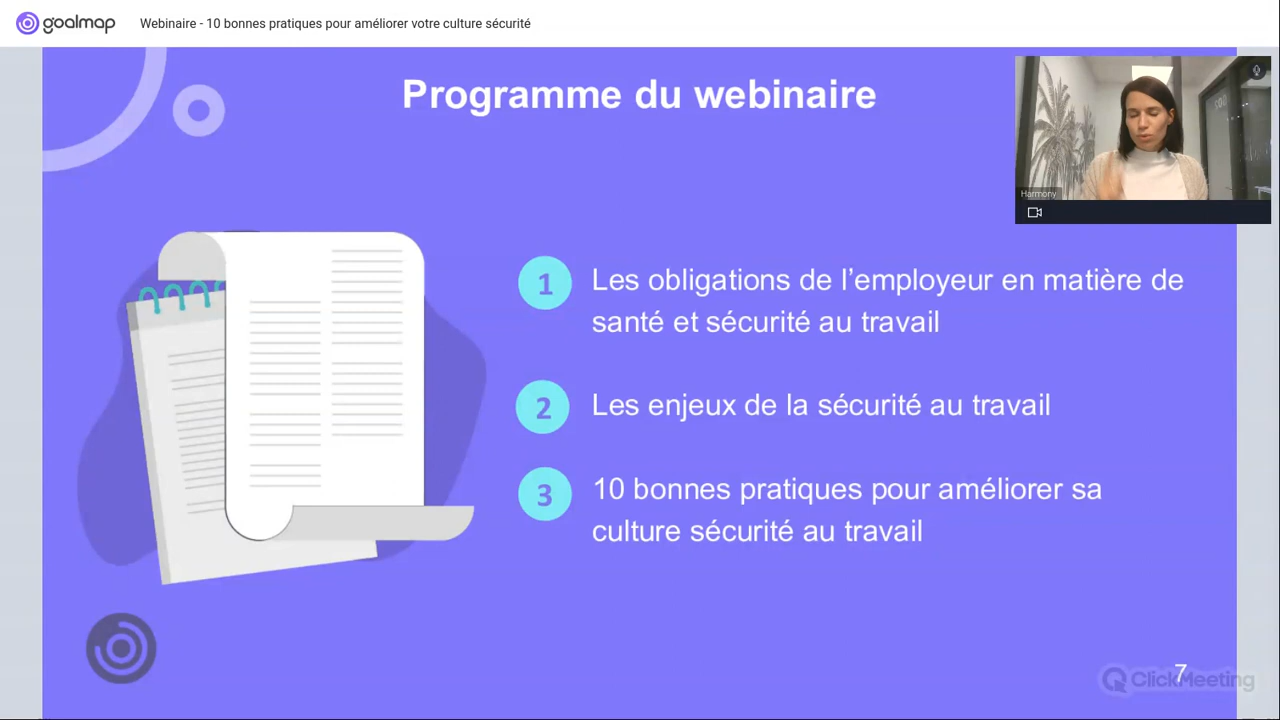 goalmap
Webinaire - 10 bonnes pratiques pour améliorer votre culture sécurité
Programme du webinaire
Harmony
1
Les obligations de l’employeur en matière de
santé et sécurité au travail
2
Les enjeux de la sécurité au travail
3
10 bonnes pratiques pour améliorer sa
culture sécurité au travail
7
ClickMeeting